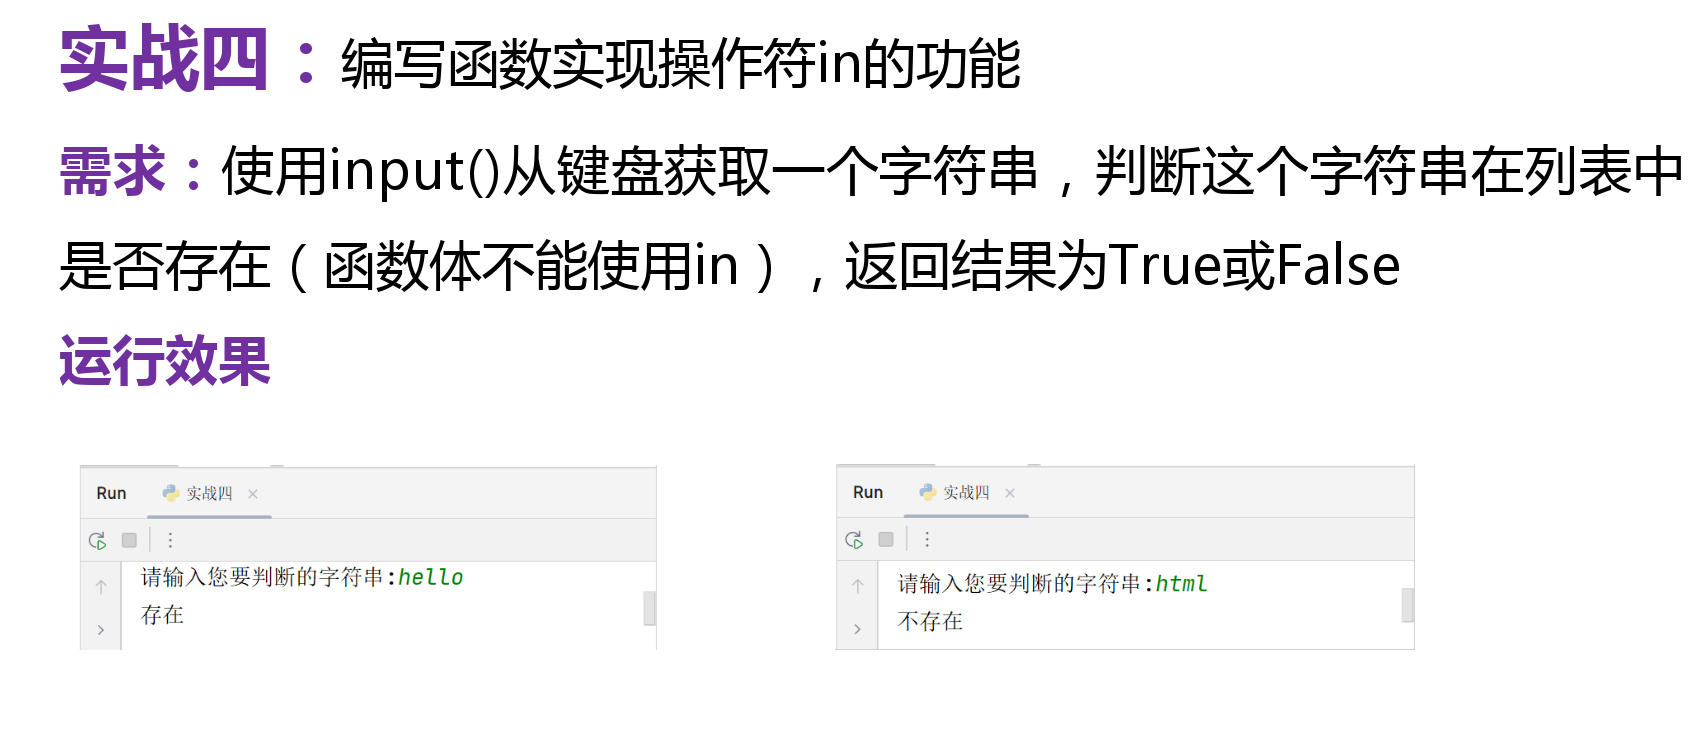 实战四：编写函数实现操作符in的功能
需求：使用input()从键盘获取一个字符串，判断这个字符串在列表中
是否存在（函数体不能使用in），返回结果为True或False
运行效果
Run 实战四
请输入您要判断的字符串:hello
存在
Run 实战四
请输入您要判断的字符串:html
不存在